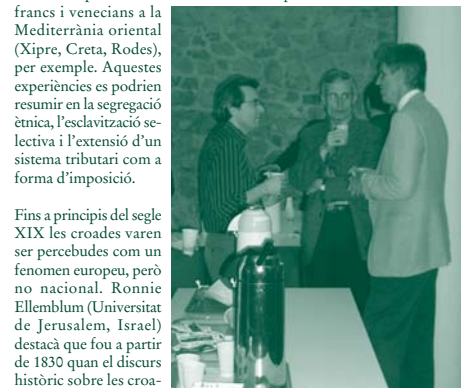 francs i venecians a la
Mediterrània oriental
(Xipre, Creta, Rodes),
per exemple. Aquestes
experiències es podrien
resumir en la segregació
ètnica, l'esclavització se-
lectiva i l'extensió d'un
sistema tributari com a
forma d'imposició.
Fins a principis del segle
XIX les croades varen
ser percebudes com un
fenomen europeu, però
no nacional. Ronnie
Ellemblum (Universitat
de Jerusalem, Israel)
destacà que fou a partir
de 1830 quan el discurs
històric sobre les croa-